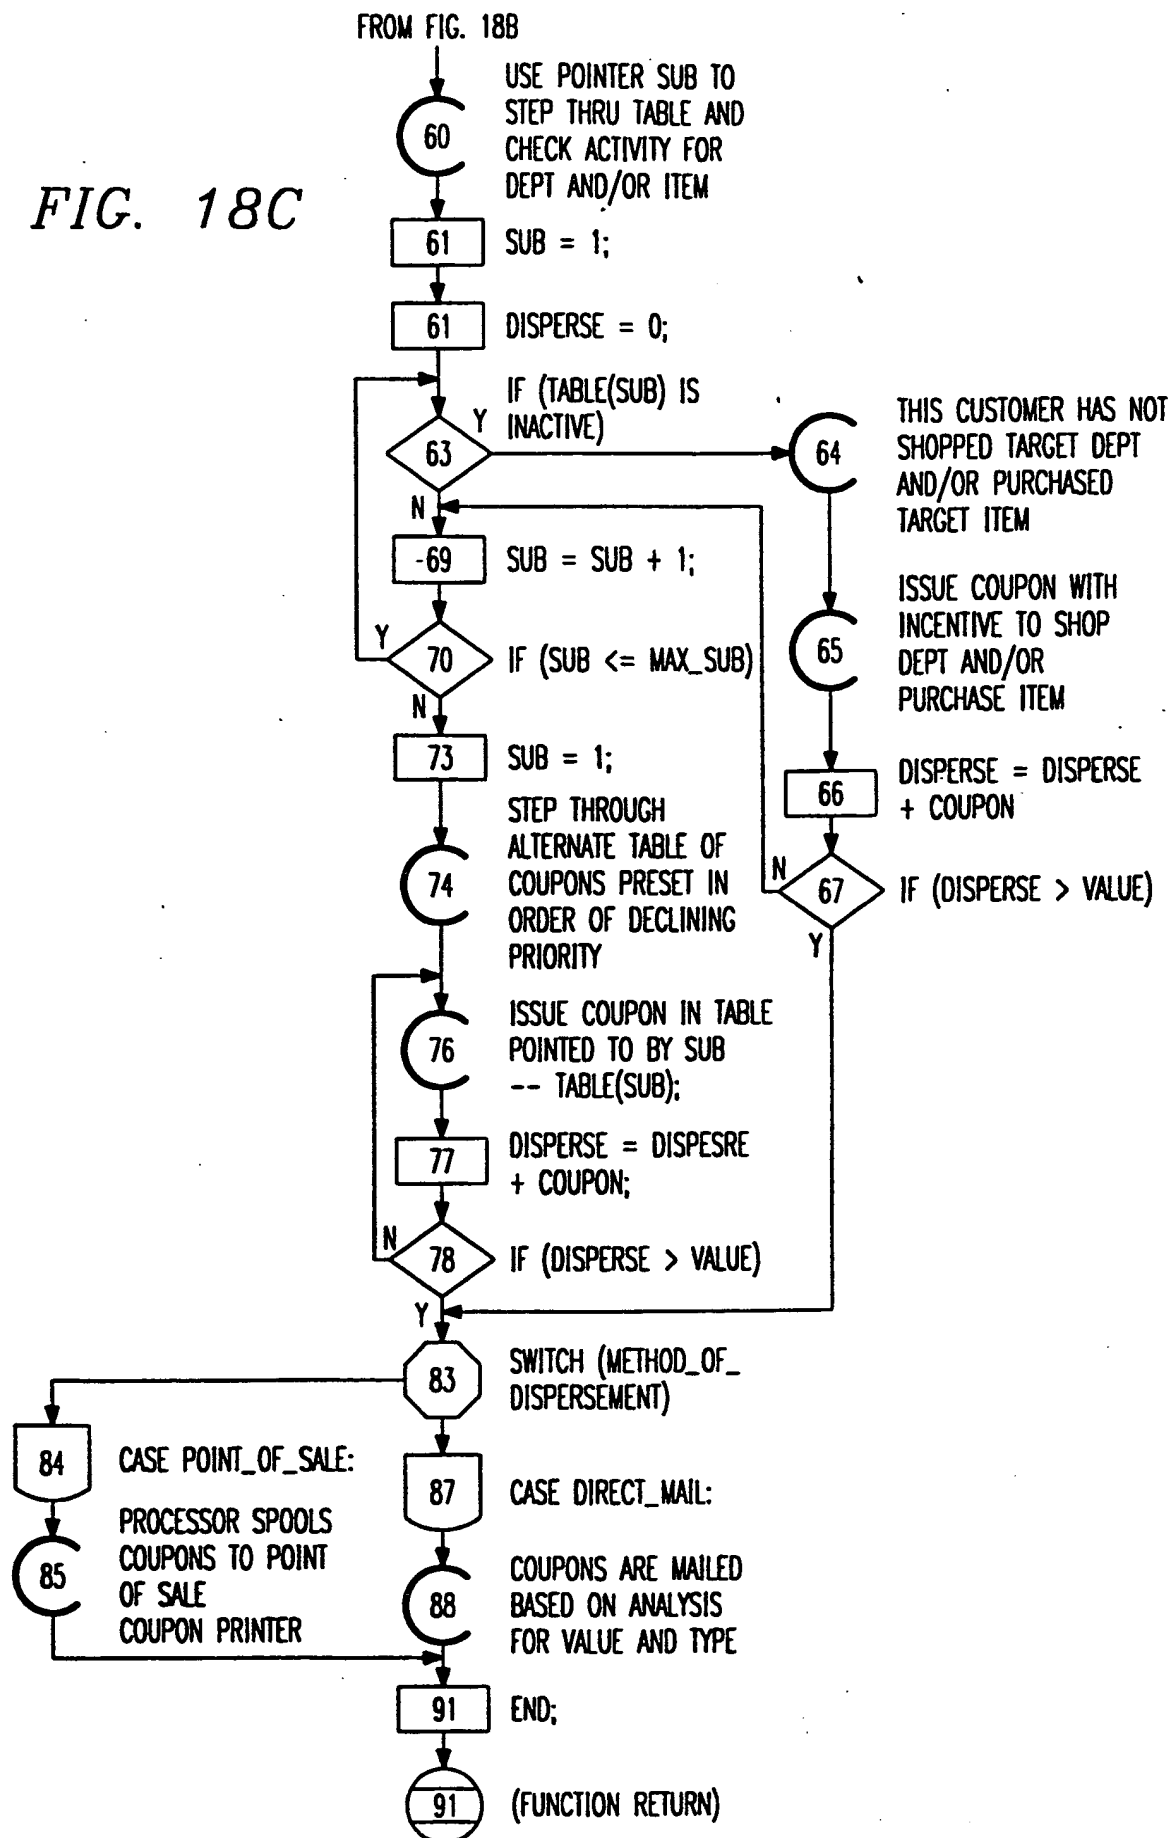 FROM FIG. 18B
USE POINTER SUB TO
STEP THRU TABLE AND
CHECK ACTIVITY FOR
DEPT AND/OR ITEM
60
FIG. 18C
61
SUB = 1;
61
DISPERSE = 0;
IF (TABLE(SUB) IS
INACTIVE)
Y
63
N
64
THIS CUSTOMER HAS NOT
SHOPPED TARGET DEPT
AND/OR PURCHASED
TARGET ITEM
-69
SUB = SUB + 1;
65
ISSUE COUPON WITH
INCENTIVE TO SHOP
DEPT AND/OR
PURCHASE ITEM
Y
70
IF (SUB <= MAX_SUB)
N
73
SUB = 1;
66
DISPERSE = DISPERSE
+ COUPON
74
STEP THROUGH
ALTERNATE TABLE OF
COUPONS PRESET IN
ORDER OF DECLINING
PRIORITY
N
67
IF (DISPERSE > VALUE)
Y
76
ISSUE COUPON IN TABLE
POINTED TO BY SUB
-- TABLE(SUB);
77
DISPERSE = DISPESRE
+ COUPON;
N
78
IF (DISPERSE > VALUE)
Y
83
SWITCH (METHOD_OF_
DISPERSEMENT)
84
CASE POINT_OF_SALE:
87
CASE DIRECT_MAIL:
85
PROCESSOR SPOOLS
COUPONS TO POINT
OF SALE
COUPON PRINTER
88
COUPONS ARE MAILED
BASED ON ANALYSIS
FOR VALUE AND TYPE
91
END;
91
(FUNCTION RETURN)